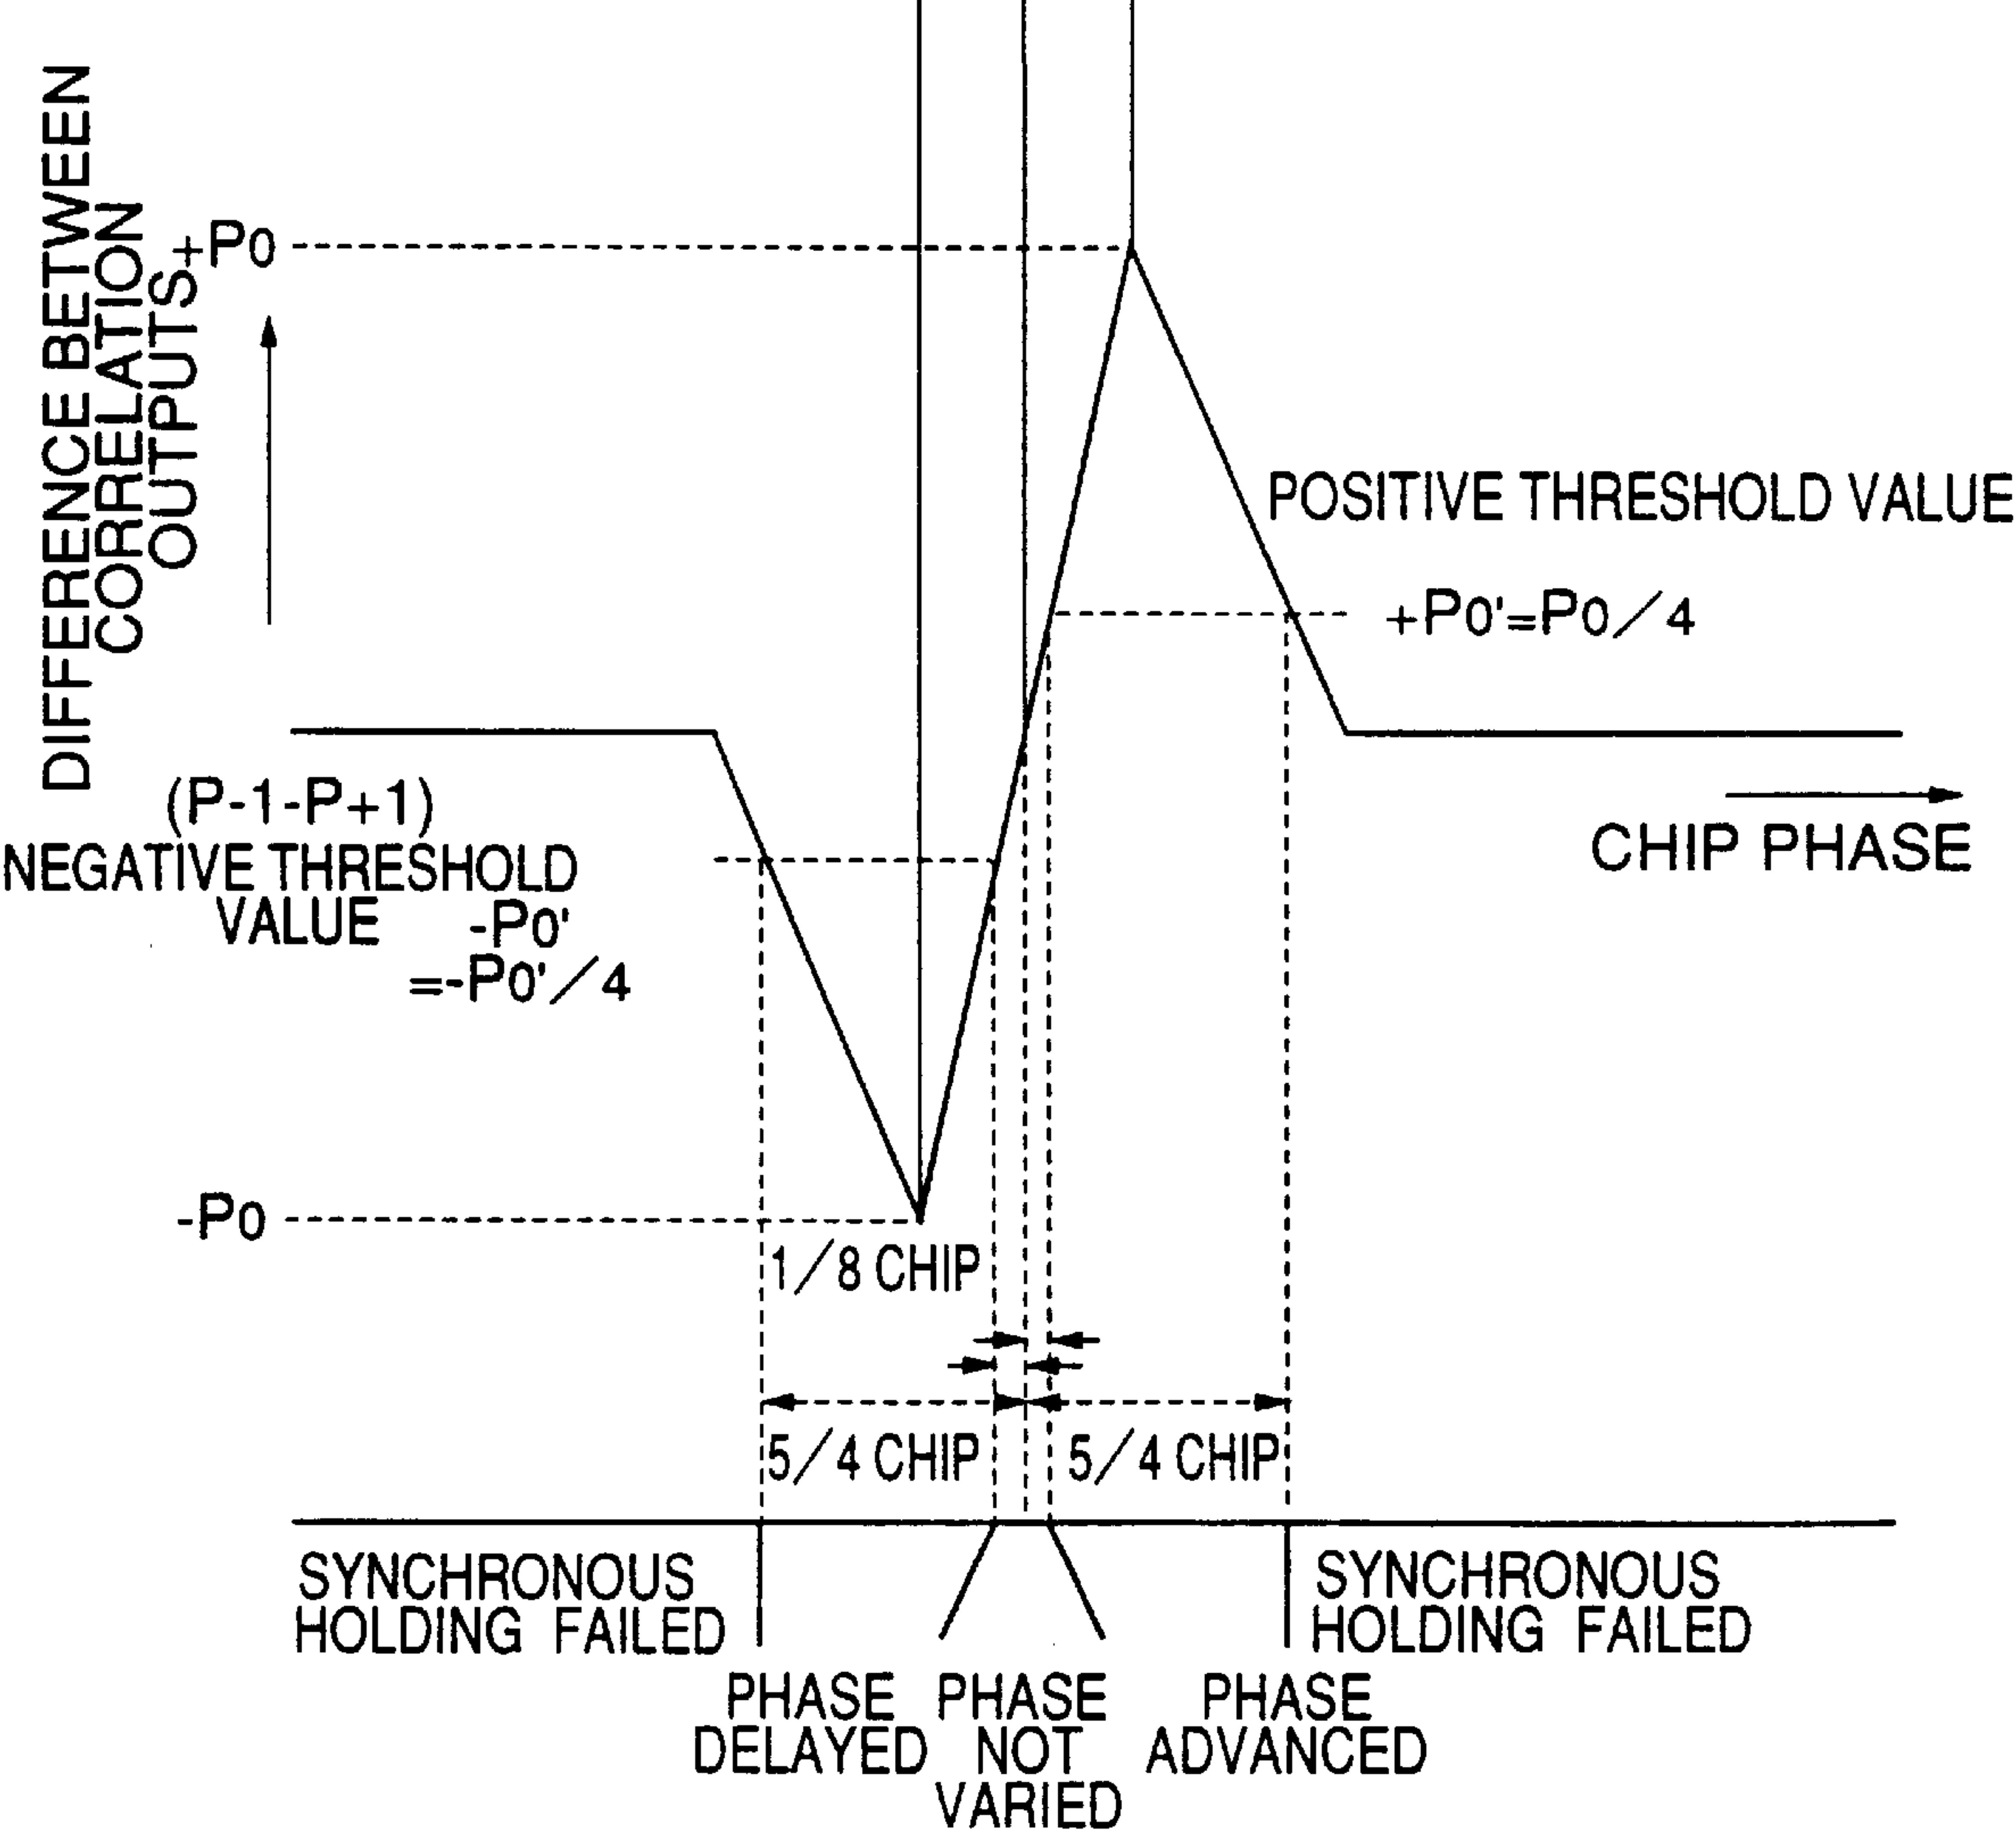 DIFFERENCE BETWEEN
CORRELATION
OUTPUTS
+P0
POSITIVE THRESHOLD VALUE
+P0'=P0/4
(P-1-P+1)
NEGATIVE THRESHOLD
VALUE -P0'
=-P0'/4
CHIP PHASE
-P0
1/8 CHIP
5/4 CHIP
5/4 CHIP
SYNCHRONOUS
HOLDING FAILED
SYNCHRONOUS
HOLDING FAILED
PHASE
DELAYED
PHASE
NOT
VARIED
PHASE
ADVANCED